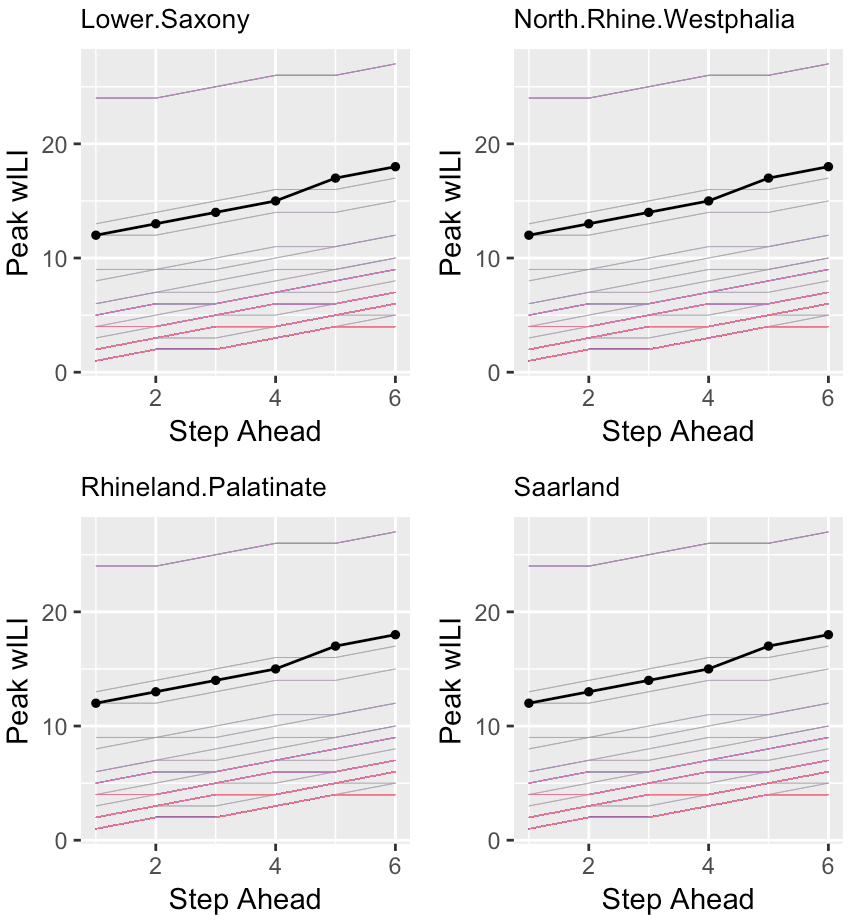 Lower.Saxony
Peak wILI
20
10
0
2 4 6
Step Ahead
North.Rhine.Westphalia
Peak wILI
20
10
0
2 4 6
Step Ahead
Rhineland.Palatinate
Peak wILI
20
10
0
2 4 6
Step Ahead
Saarland
Peak wILI
20
10
0
2 4 6
Step Ahead